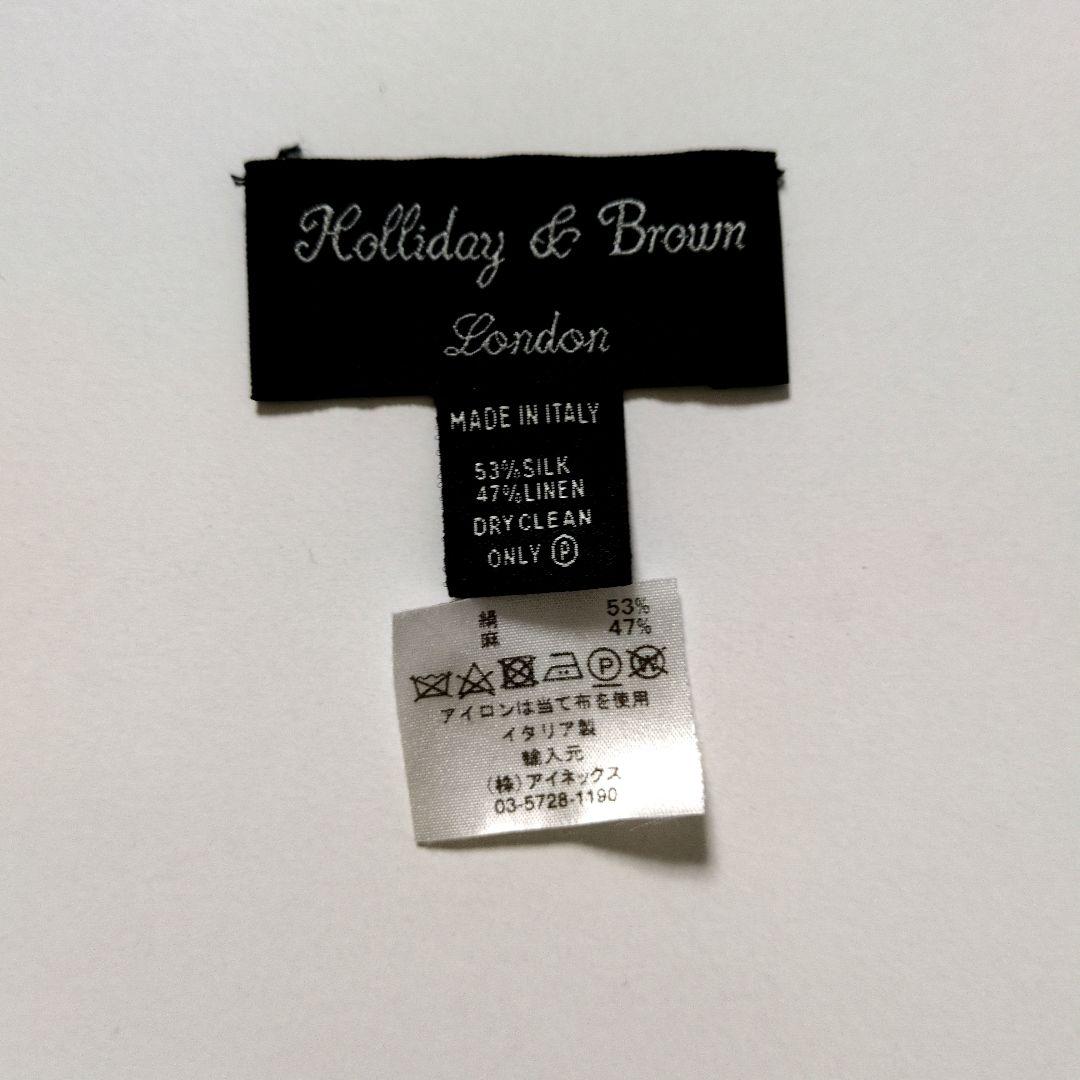 Holliday & Brown
London
MADE IN ITALY
53%SILK
47%LINEN
DRY CLEAN
ONLY Ⓟ
絹 53%
麻 47%
アイロンは当て布を使用
イタリア製
輸入元
(株)アイネックス
03-5728-1190